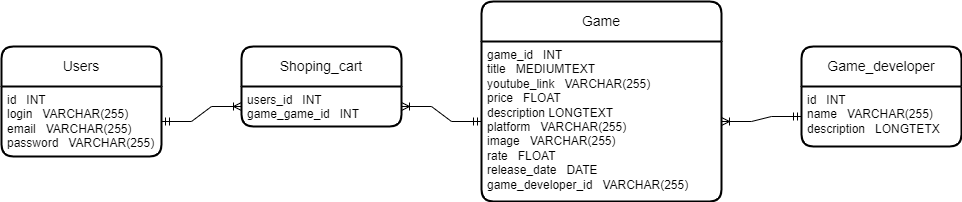 Users
id INT
login VARCHAR(255)
email VARCHAR(255)
password VARCHAR(255)
Shoping_cart
users_id INT
game_game_id INT
Game
game_id INT
title MEDIUMTEXT
youtube_link VARCHAR(255)
price FLOAT
description LONGTEXT
platform VARCHAR(255)
image VARCHAR(255)
rate FLOAT
release_date DATE
game_developer_id VARCHAR(255)
Game_developer
id INT
name VARCHAR(255)
description LONGTETX